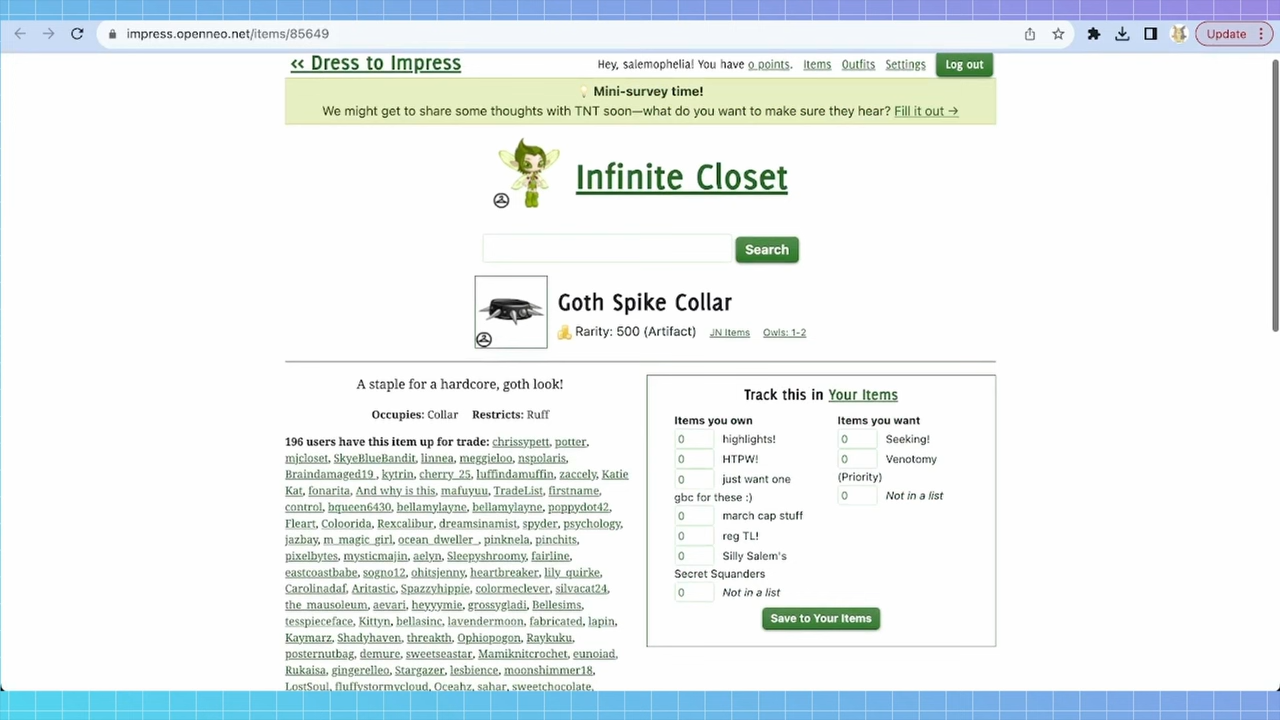 impress.openneo.net/items/85649
Update
<< Dress to Impress
Hey, salemophelia! You have 0 points. Items Outfits Settings Log out
Mini-survey time!
We might get to share some thoughts with TNT soon—what do you want to make sure they hear? Fill it out →
Infinite Closet
Search
Goth Spike Collar
Rarity: 500 (Artifact) JN Items Owls: 1-2
A staple for a hardcore, goth look!
Occupies: Collar Restricts: Ruff
196 users have this item up for trade: chrissypett, potter,
mjcloset, SkyeBlueBandit, linnea, meggieloo, nspolaris,
Braindamaged19 , kytrin, cherry_25, luffindamuffin, zaccely, Katie
Kat, fonarita, And why is this, mafuyuu, TradeList, firstname,
control, bqueen6430, bellamylayne, bellamylayne, poppydot42,
Fleart, Coloorida, Rexcalibur, dreamsinamist, spyder, psychology,
jazbay, m_magic_girl, ocean_dweller_, pinknela, pinchits,
pixelbytes, mysticmajin, aelyn, Sleepyshroomy, fairline,
eastcoastbabe, sogno12, ohitsjenny, heartbreaker, lily_quirke,
Carolinadaf, Aritastic, Spazzyhippie, colormeclever, silvacat24,
the_mausoleum, aevari, heyyymie, grossygladi, Bellesims,
tesspieceface, Kittyn, bellasinc, lavendermoon, fabricated, lapin,
Kaymarz, Shadyhaven, threakth, Ophiopogon, Raykuku,
posternutbag, demure, sweetseastar, Mamiknitcrochet, eunoiad,
Rukaisa, gingerelleo, Stargazer, lesbience, moonshimmer18,
LostSoul, fluffystormycloud, Oceahz, sahar, sweetchocolate,
Track this in Your Items
Items you own
0 highlights!
0 HTPW!
0 just want one
gbc for these :)
0 march cap stuff
0 reg TL!
0 Silly Salem's
Secret Squanders
0 Not in a list
Items you want
0 Seeking!
0 Venotomy
(Priority)
0 Not in a list
Save to Your Items